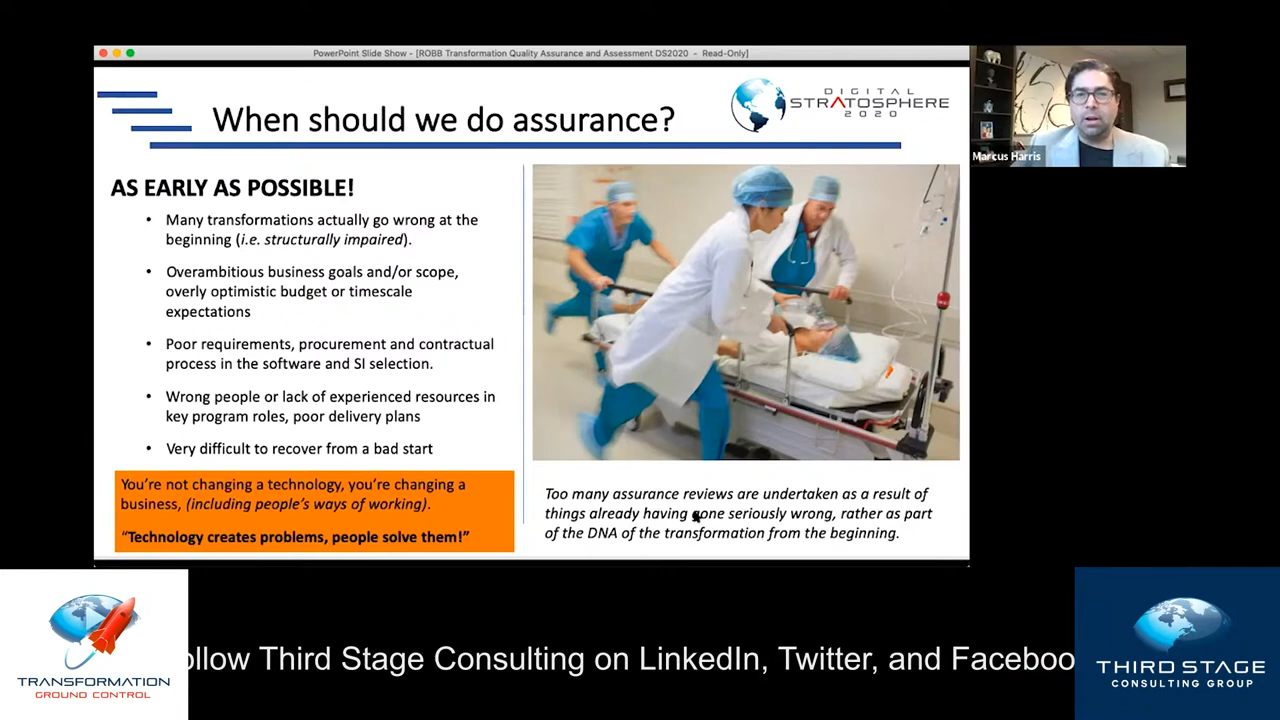 PowerPoint Slide Show - [ROBB Transformation Quality Assurance and Assessment DS2020 - Read-Only]
When should we do assurance?
DIGITAL
STRATOSPHERE
2020
Marcus Harris
AS EARLY AS POSSIBLE!
• Many transformations actually go wrong at the
beginning (i.e. structurally impaired).
• Overambitious business goals and/or scope,
overly optimistic budget or timescale
expectations
• Poor requirements, procurement and contractual
process in the software and SI selection.
• Wrong people or lack of experienced resources in
key program roles, poor delivery plans
• Very difficult to recover from a bad start
You're not changing a technology, you're changing a
business, (including people's ways of working).
“Technology creates problems, people solve them!”
Too many assurance reviews are undertaken as a result of
things already having gone seriously wrong, rather as part
of the DNA of the transformation from the beginning.
TRANSFORMATION
GROUND CONTROL
ollow Third Stage Consulting on LinkedIn, Twitter, and Faceboo
THIRD STAGE
CONSULTING GROUP